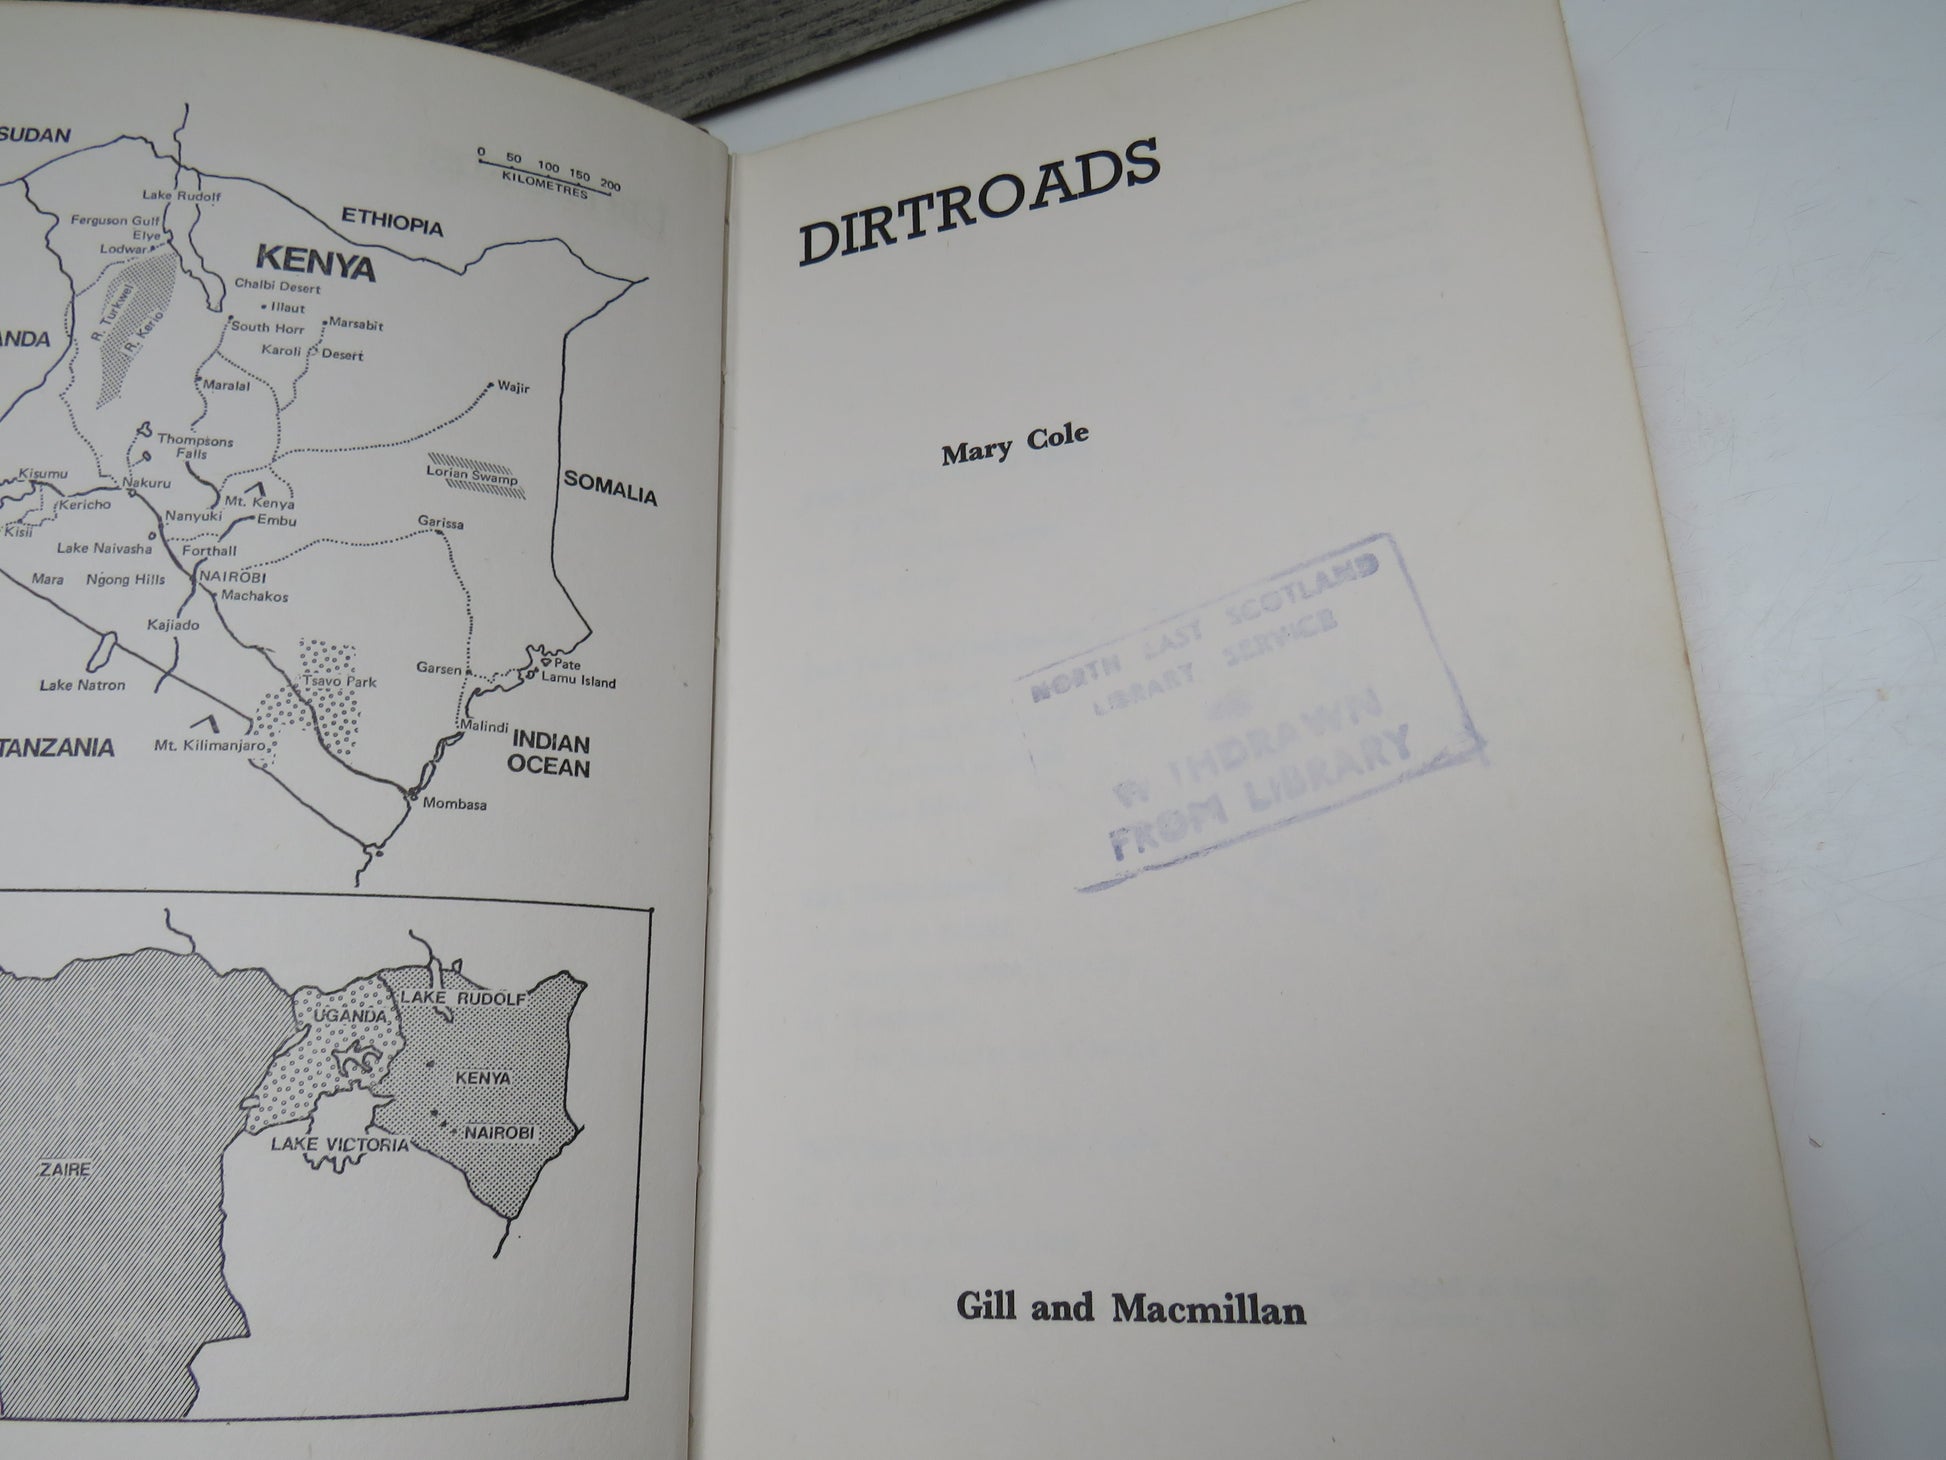 SUDAN
0 50 100 150 200
KILOMETRES
Lake Rudolf
ETHIOPIA
Ferguson Gulf
Elye
Lodwar
KENYA
Chalbi Desert
Illaut
R. Turkwel
R. Kerio
South Horr
Marsabit
ANDA
Karoli Desert
Maralal
Wajir
Thompsons
Falls
Lorian Swamp
SOMALIA
Kisumu
Nakuru
Kericho
Mt. Kenya
Nanyuki
Embu
Garissa
Kisii
Lake Naivasha
Forthall
Mara
Ngong Hills
NAIROBI
Machakos
Kajiado
Garsen
Pate
Lamu Island
Lake Natron
Tsavo Park
Malindi
TANZANIA
Mt. Kilimanjaro
INDIAN
OCEAN
Mombasa
LAKE RUDOLF
UGANDA
KENYA
NAIROBI
LAKE VICTORIA
ZAIRE
DIRTROADS
Mary Cole
NORTH EAST SCOTLAND
LIBRARY SERVICE
WITHDRAWN
FROM LIBRARY
Gill and Macmillan